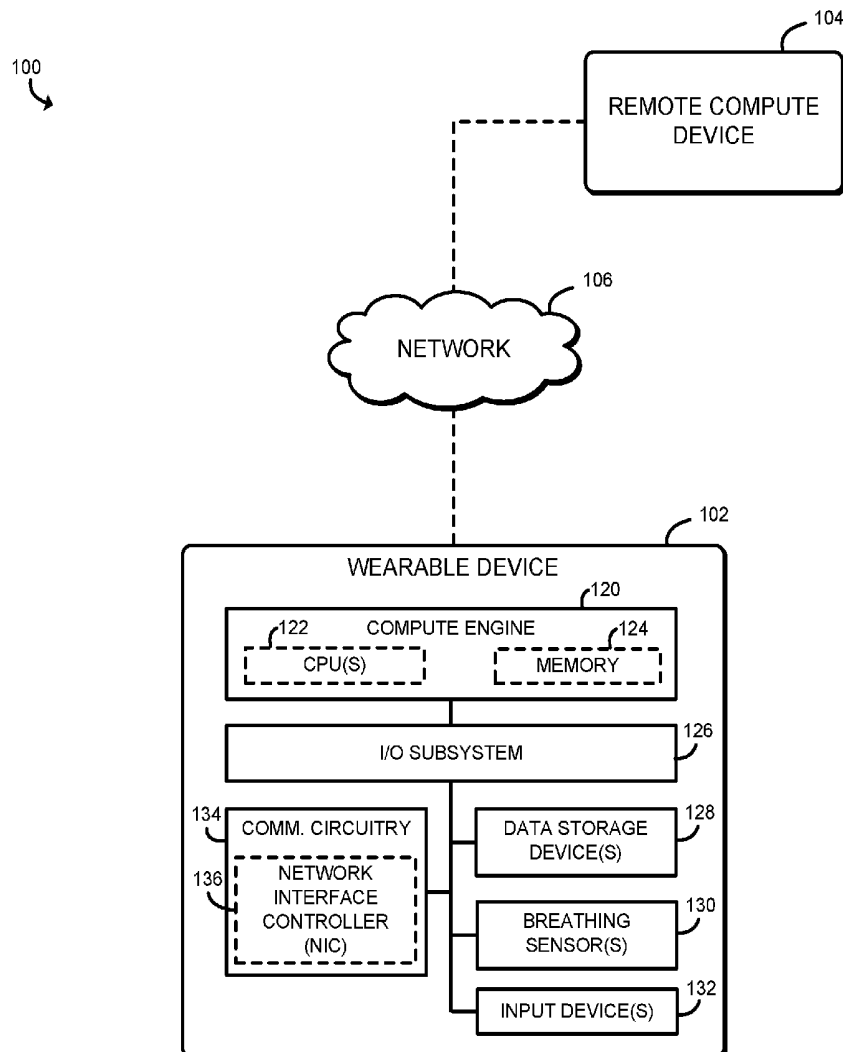 104
100
REMOTE COMPUTE
DEVICE
106
NETWORK
102
WEARABLE DEVICE
120
COMPUTE ENGINE
122
124
CPU(S)
MEMORY
I/O SUBSYSTEM
126
134
COMM. CIRCUITRY
136
NETWORK
INTERFACE
CONTROLLER
(NIC)
DATA STORAGE
DEVICE(S)
128
BREATHING
SENSOR(S)
130
INPUT DEVICE(S)
132